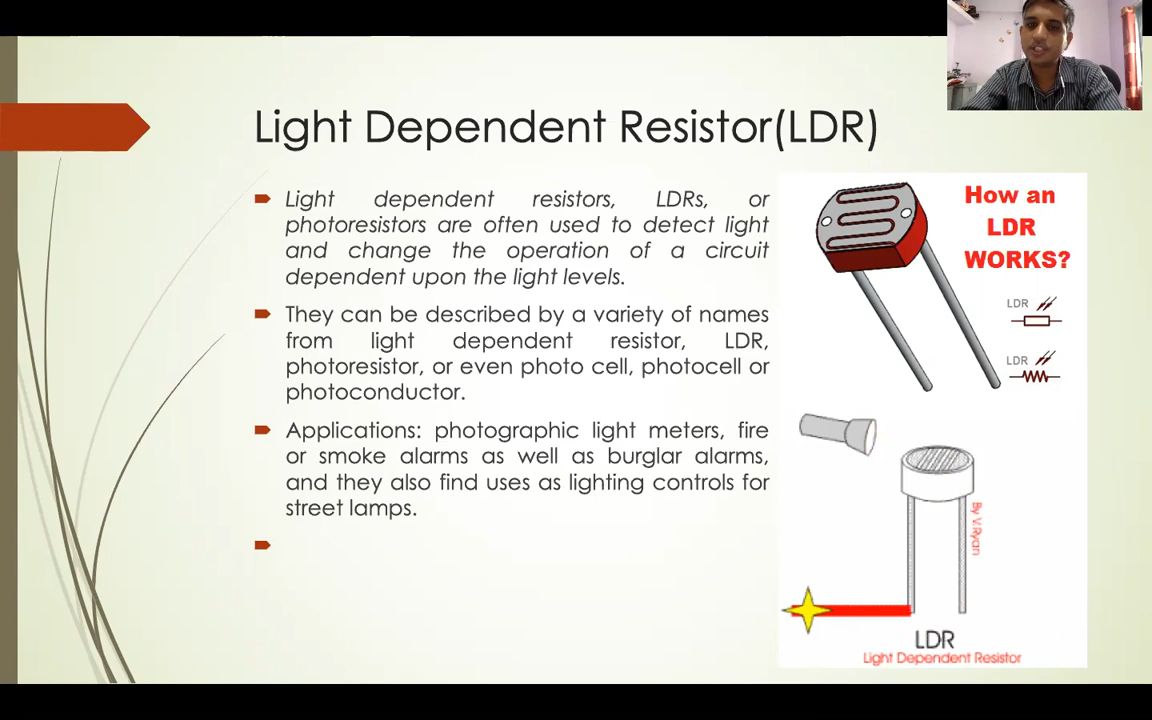 Light Dependent Resistor(LDR)
Light dependent resistors, LDRs, or
photoresistors are often used to detect light
and change the operation of a circuit
dependent upon the light levels.
They can be described by a variety of names
from light dependent resistor, LDR,
photoresistor, or even photo cell, photocell or
photoconductor.
Applications: photographic light meters, fire
or smoke alarms as well as burglar alarms,
and they also find uses as lighting controls for
street lamps.
How an
LDR
WORKS?
LDR
LDR
By V.Ryan
LDR
Light Dependent Resistor